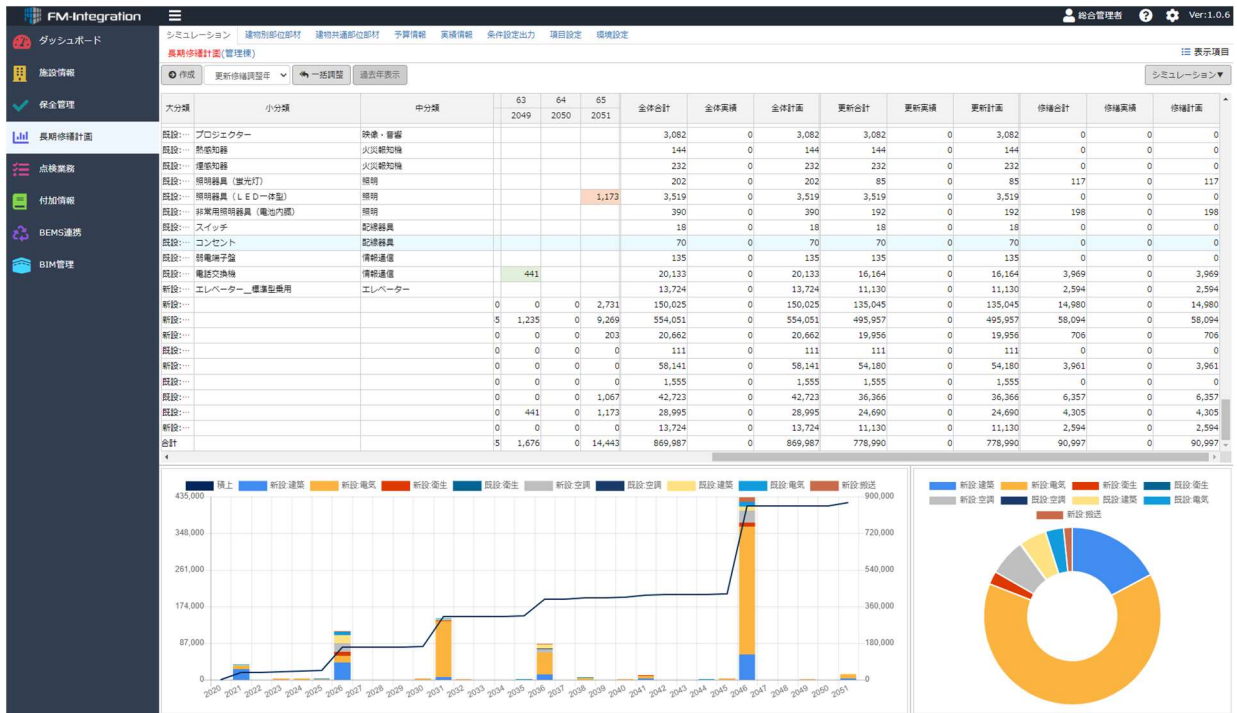 FM-Integration ☰ 総合管理者 Ver:1.0.6
ダッシュボード
施設情報
保全管理
長期修繕計画
点検業務
付加情報
BEMS連携
BIM管理
シミュレーション 建物別部位部材 建物共通部位部材 予算情報 実績情報 条件設定出力 項目設定 環境設定
長期修繕計画(管理棟) 表示項目
作成 更新修繕調整年 一括調整 過去年表示 シミュレーション▼
大分類 小分類 中分類 63 64 65 全体合計 全体実績 全体計画 更新合計 更新実績 更新計画 修繕合計 修繕実績 修繕計画
2049 2050 2051
既設:… プロジェクター 映像・音響 3,082 0 3,082 3,082 0 3,082 0 0 0
既設:… 熱感知器 火災報知機 144 0 144 144 0 144 0 0 0
既設:… 煙感知器 火災報知機 232 0 232 232 0 232 0 0 0
既設:… 照明器具（蛍光灯） 照明 202 0 202 85 0 85 117 0 117
既設:… 照明器具（ＬＥＤ一体型） 照明 1,173 3,519 0 3,519 3,519 0 3,519 0 0 0
既設:… 非常用照明器具（電池内蔵） 照明 390 0 390 192 0 192 198 0 198
既設:… スイッチ 配線器具 18 0 18 18 0 18 0 0 0
既設:… コンセント 配線器具 70 0 70 70 0 70 0 0 0
既設:… 弱電端子盤 情報通信 135 0 135 135 0 135 0 0 0
既設:… 電話交換機 情報通信 441 20,133 0 20,133 16,164 0 16,164 3,969 0 3,969
新設:… エレベーター__標準型乗用 エレベーター 13,724 0 13,724 11,130 0 11,130 2,594 0 2,594
新設:… 0 0 0 2,731 150,025 0 150,025 135,045 0 135,045 14,980 0 14,980
新設:… 5 1,235 0 9,269 554,051 0 554,051 495,957 0 495,957 58,094 0 58,094
新設:… 0 0 0 203 20,662 0 20,662 19,956 0 19,956 706 0 706
既設:… 0 0 0 0 111 0 111 111 0 111 0 0 0
新設:… 0 0 0 0 58,141 0 58,141 54,180 0 54,180 3,961 0 3,961
既設:… 0 0 0 0 1,555 0 1,555 1,555 0 1,555 0 0 0
既設:… 0 0 0 1,067 42,723 0 42,723 36,366 0 36,366 6,357 0 6,357
既設:… 0 441 0 1,173 28,995 0 28,995 24,690 0 24,690 4,305 0 4,305
新設:… 0 0 0 0 13,724 0 13,724 11,130 0 11,130 2,594 0 2,594
合計 5 1,676 0 14,443 869,987 0 869,987 778,990 0 778,990 90,997 0 90,997
積上 新設:建築 新設:電気 新設:衛生 既設:衛生 新設:空調 既設:空調 既設:建築 既設:電気 新設:搬送
435,000 900,000
348,000 720,000
261,000 540,000
174,000 360,000
87,000 180,000
0 0
2020 2021 2022 2023 2024 2025 2026 2027 2028 2029 2030 2031 2032 2033 2034 2035 2036 2037 2038 2039 2040 2041 2042 2043 2044 2045 2046 2047 2048 2049 2050 2051
新設:建築 新設:電気 新設:衛生 既設:衛生
新設:空調 既設:空調 既設:建築 既設:電気
新設:搬送